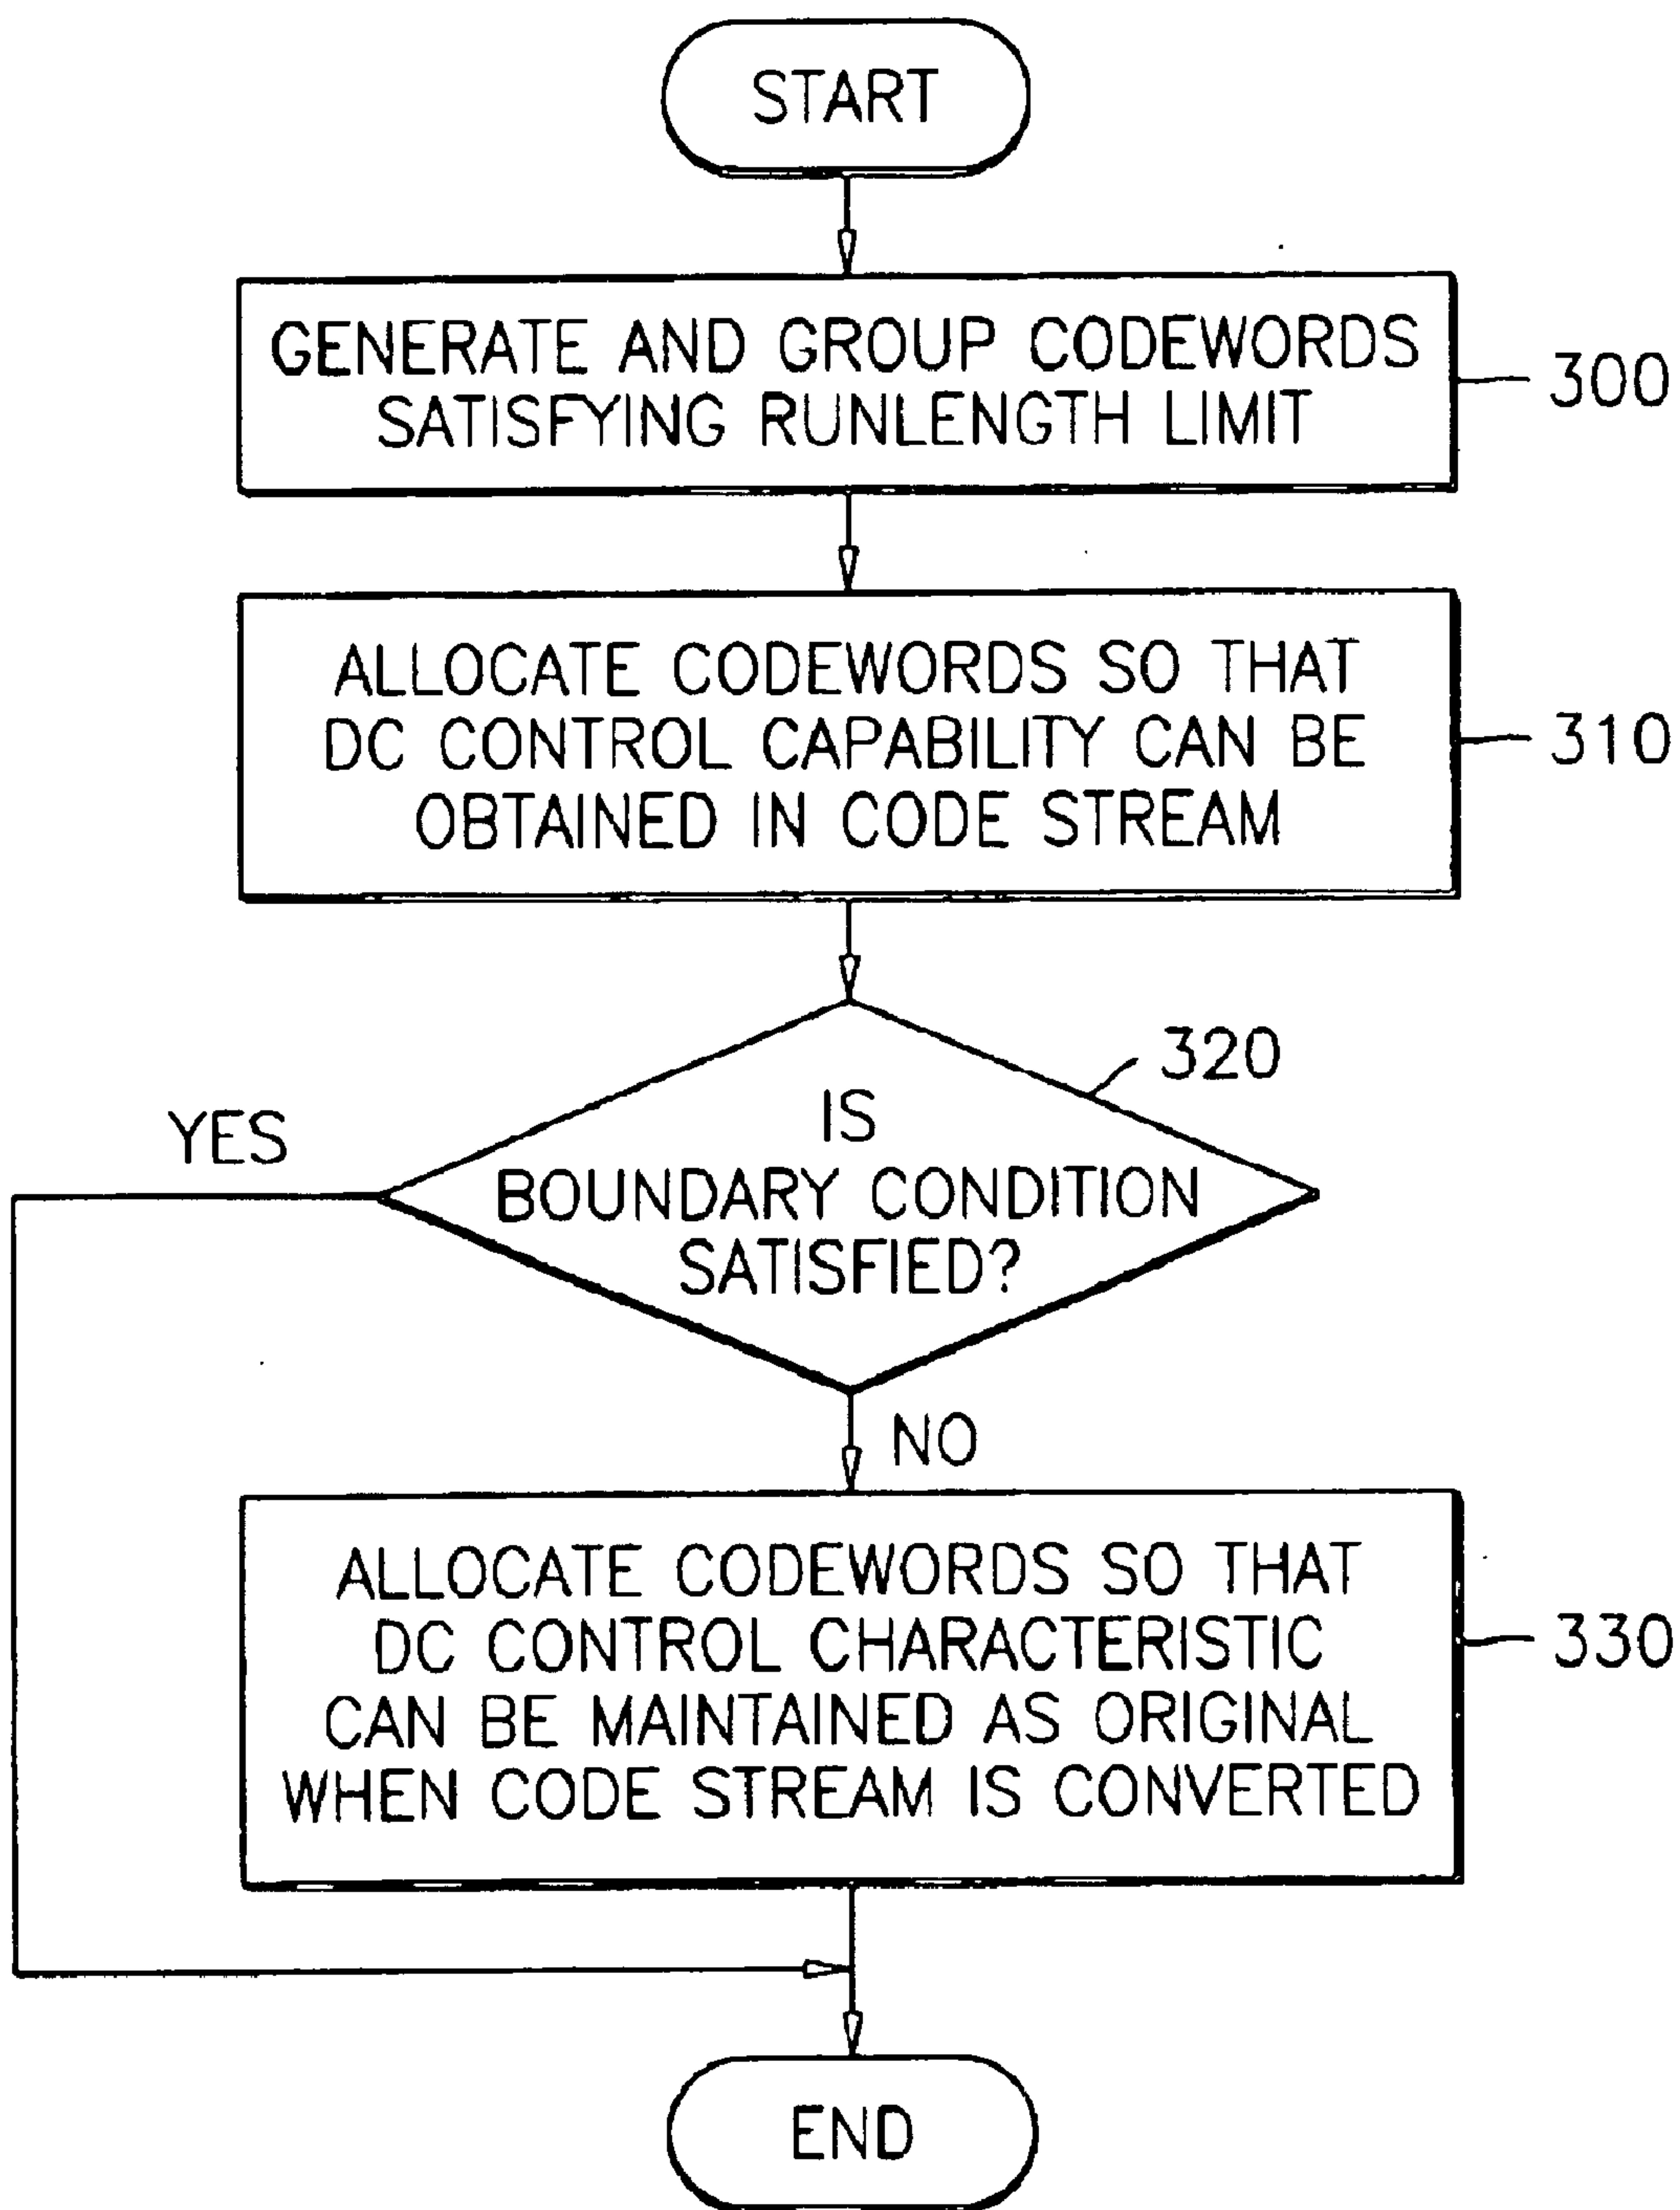 START
GENERATE AND GROUP CODEWORDS
SATISFYING RUNLENGTH LIMIT
300
ALLOCATE CODEWORDS SO THAT
DC CONTROL CAPABILITY CAN BE
OBTAINED IN CODE STREAM
310
320
IS
BOUNDARY CONDITION
SATISFIED?
YES
NO
ALLOCATE CODEWORDS SO THAT
DC CONTROL CHARACTERISTIC
CAN BE MAINTAINED AS ORIGINAL
WHEN CODE STREAM IS CONVERTED
330
END